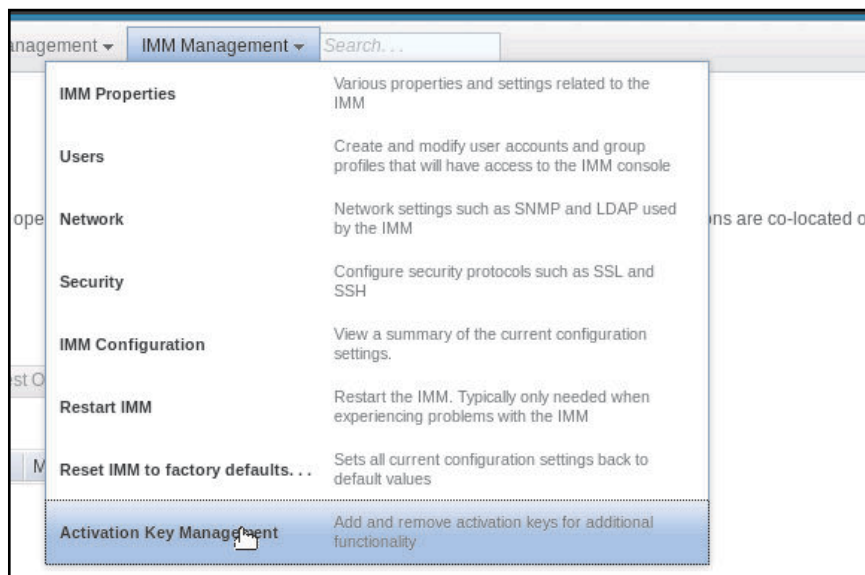 anagement IMM Management Search. . .
IMM Properties
Various properties and settings related to the
IMM
Users
Create and modify user accounts and group
profiles that will have access to the IMM console
ope
Network
Network settings such as SNMP and LDAP used
by the IMM
ns are co-located o
Security
Configure security protocols such as SSL and
SSH
IMM Configuration
View a summary of the current configuration
settings.
est O
Restart IMM
Restart the IMM. Typically only needed when
experiencing problems with the IMM
M
Reset IMM to factory defaults. . .
Sets all current configuration settings back to
default values
Activation Key Management
Add and remove activation keys for additional
functionality